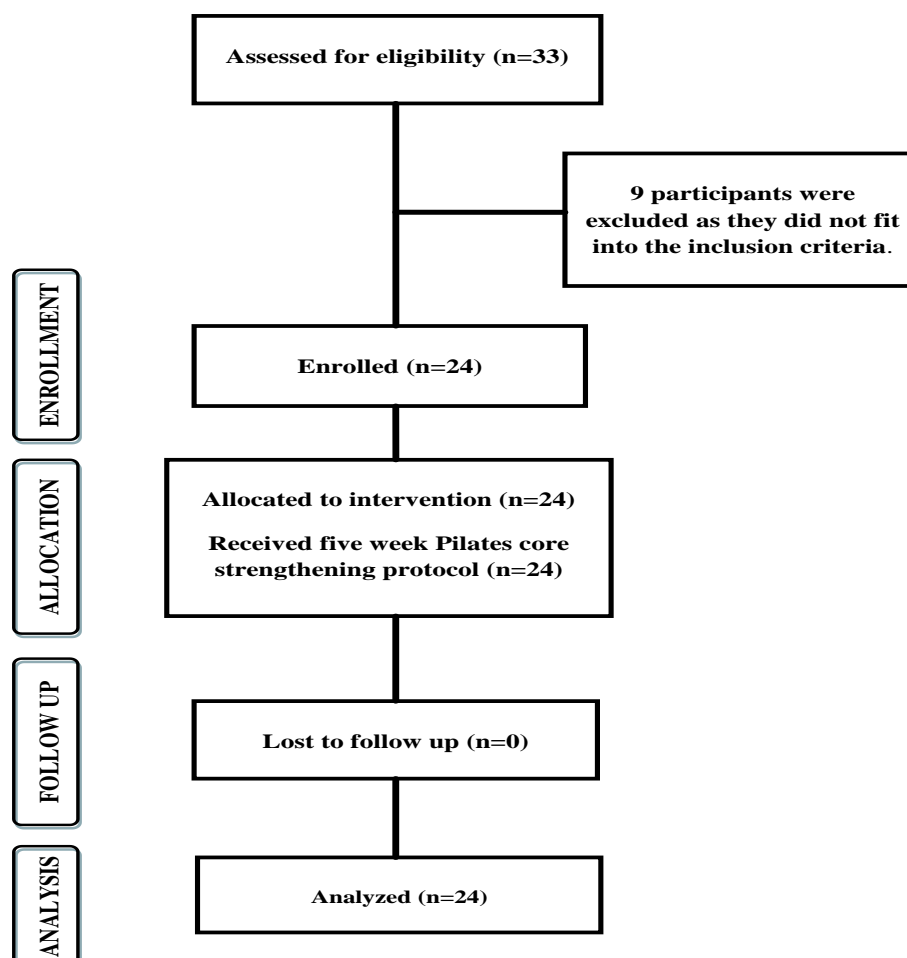 Assessed for eligibility (n=33)
9 participants were
excluded as they did not fit
into the inclusion criteria.
ENROLLMENT
Enrolled (n=24)
ALLOCATION
Allocated to intervention (n=24)
Received five week Pilates core
strengthening protocol (n=24)
FOLLOW UP
Lost to follow up (n=0)
ANALYSIS
Analyzed (n=24)